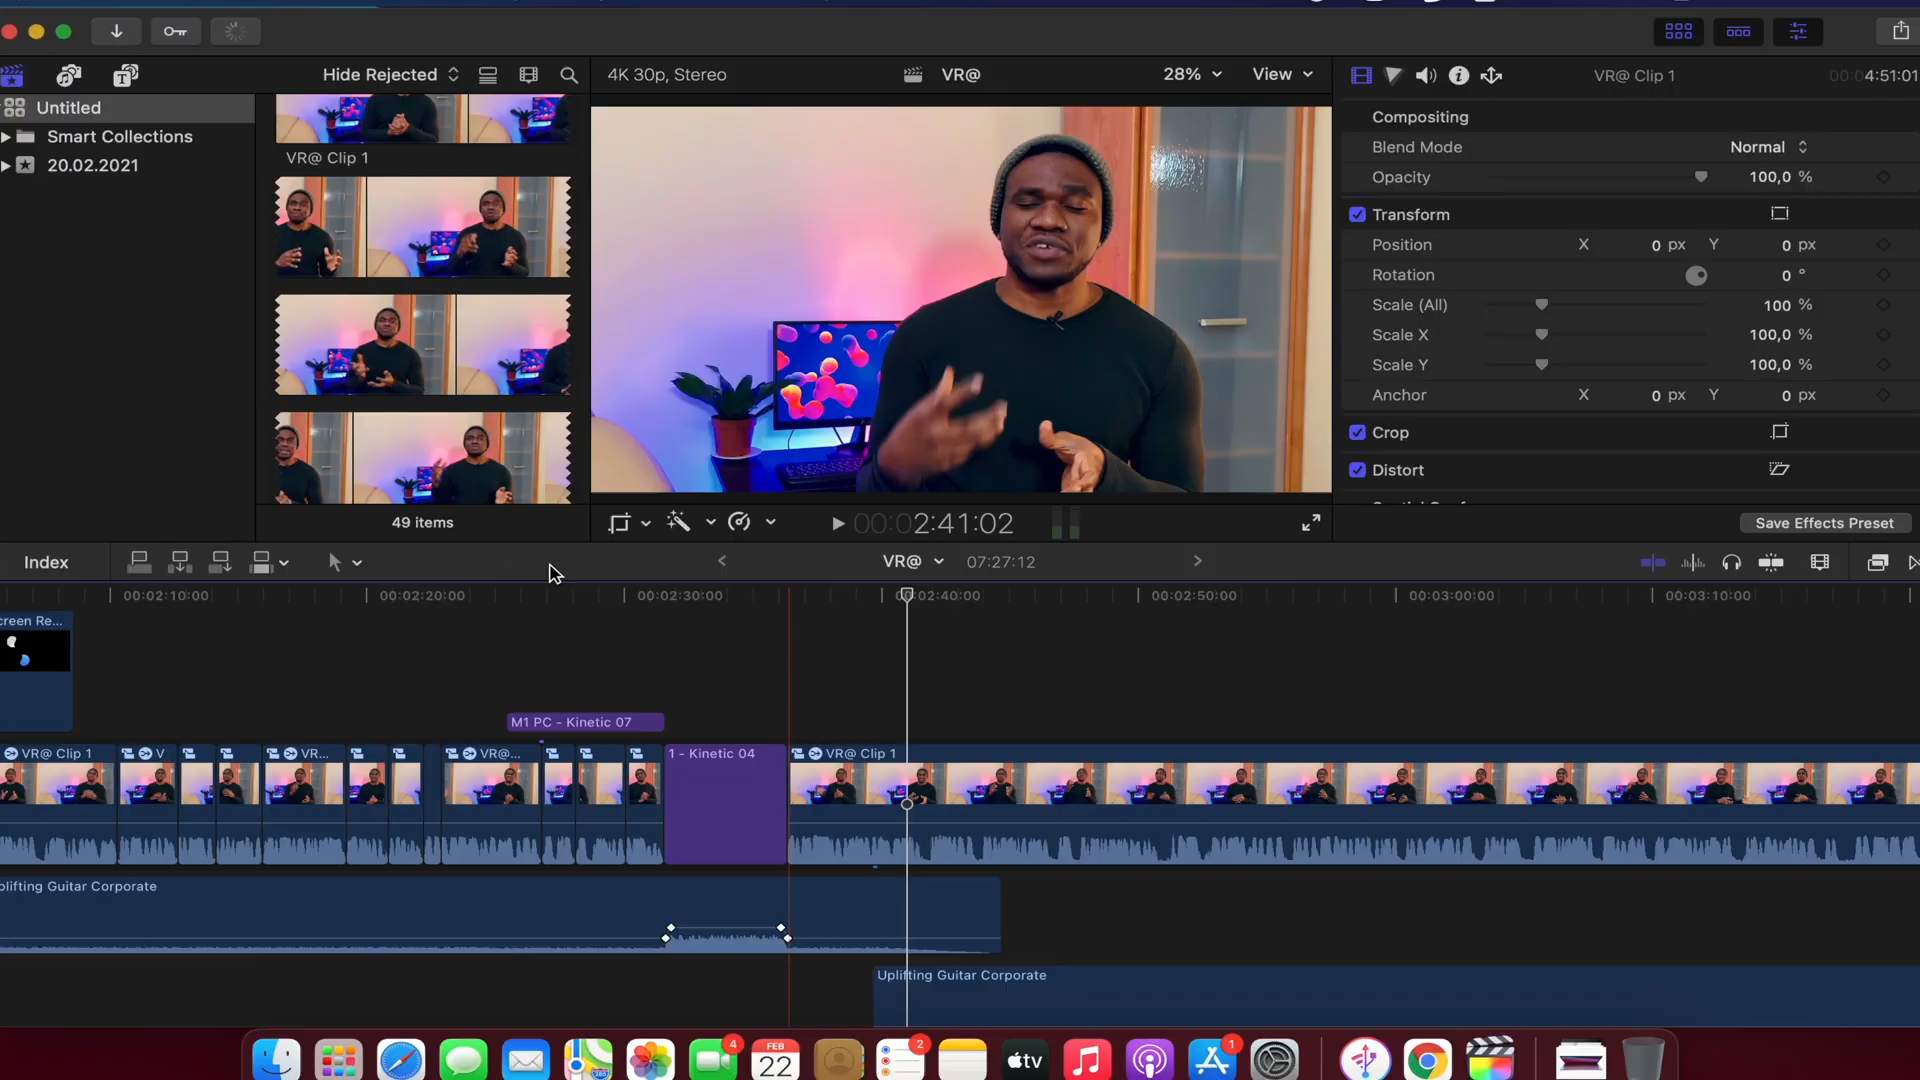 Hide Rejected
4K 30p, Stereo
VR@
28%
View
VR@ Clip 1
00:04:51:01
Untitled
Smart Collections
20.02.2021
VR@ Clip 1
49 items
Compositing
Blend Mode
Normal
Opacity
100,0 %
Transform
Position X 0 px Y 0 px
Rotation 0 °
Scale (All) 100 %
Scale X 100,0 %
Scale Y 100,0 %
Anchor X 0 px Y 0 px
Crop
Distort
00:02:41:02
Save Effects Preset
Index
VR@
07:27:12
00:02:10:00
00:02:20:00
00:02:30:00
00:02:40:00
00:02:50:00
00:03:00:00
00:03:10:00
creen Re...
M1 PC - Kinetic 07
VR@ Clip 1
V
VR...
VR@...
1 - Kinetic 04
VR@ Clip 1
plifting Guitar Corporate
Uplifting Guitar Corporate
4
FEB
22
2
tv
1